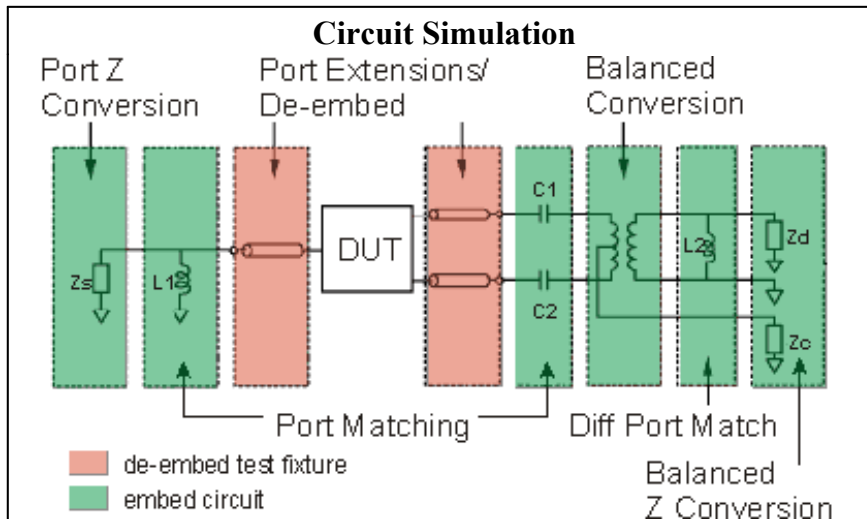 Circuit Simulation
Port Z
Conversion
Port Extensions/
De-embed
Balanced
Conversion
C1
DUT
Zs
L1
L2
Zd
C2
Zc
Port Matching
Diff Port Match
de-embed test fixture
embed circuit
Balanced
Z Conversion